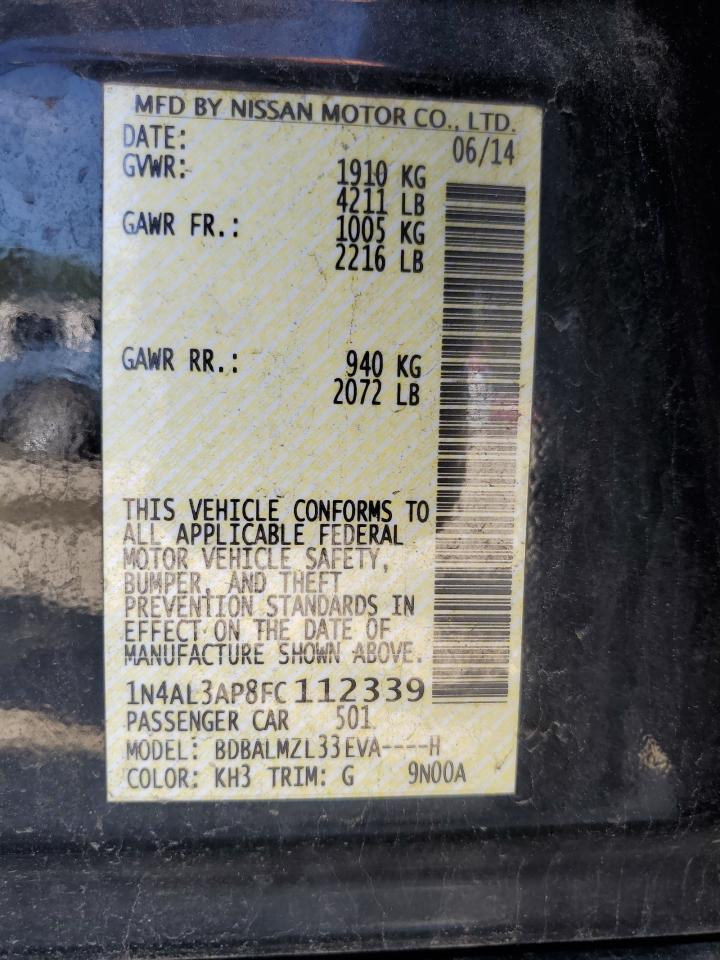 MFD BY NISSAN MOTOR CO., LTD.
DATE: 06/14
GVWR: 1910 KG
4211 LB
GAWR FR.: 1005 KG
2216 LB
GAWR RR.: 940 KG
2072 LB
THIS VEHICLE CONFORMS TO
ALL APPLICABLE FEDERAL
MOTOR VEHICLE SAFETY,
BUMPER, AND THEFT
PREVENTION STANDARDS IN
EFFECT ON THE DATE OF
MANUFACTURE SHOWN ABOVE.
1N4AL3AP8FC112339
PASSENGER CAR 501
MODEL: BDBALMZL33EVA----H
COLOR: KH3 TRIM: G 9N00A